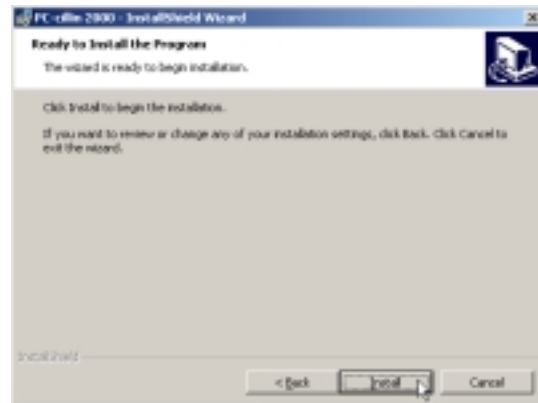 PC-cillin 2000 - InstallShield Wizard
Ready to Install the Program
The wizard is ready to begin installation.
Click Install to begin the installation.
If you want to review or change any of your installation settings, click Back. Click Cancel to
exit the wizard.
InstallShield
< Back
Install
Cancel